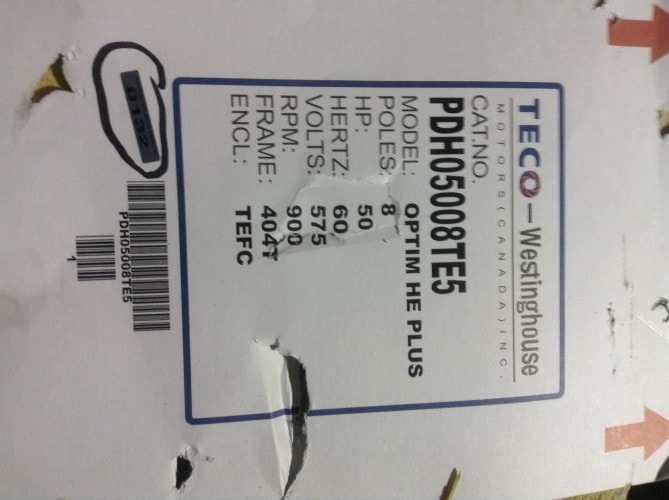 TECO—Westinghouse
MOTORS (CANADA) INC.
CAT.NO.
PDH05008TE5
MODEL: OPTIM HE PLUS
POLES: 8
HP: 50
HERTZ: 60
VOLTS: 575
RPM: 900
FRAME: 404T
ENCL: TEFC
PDH05008TE5
1
0132